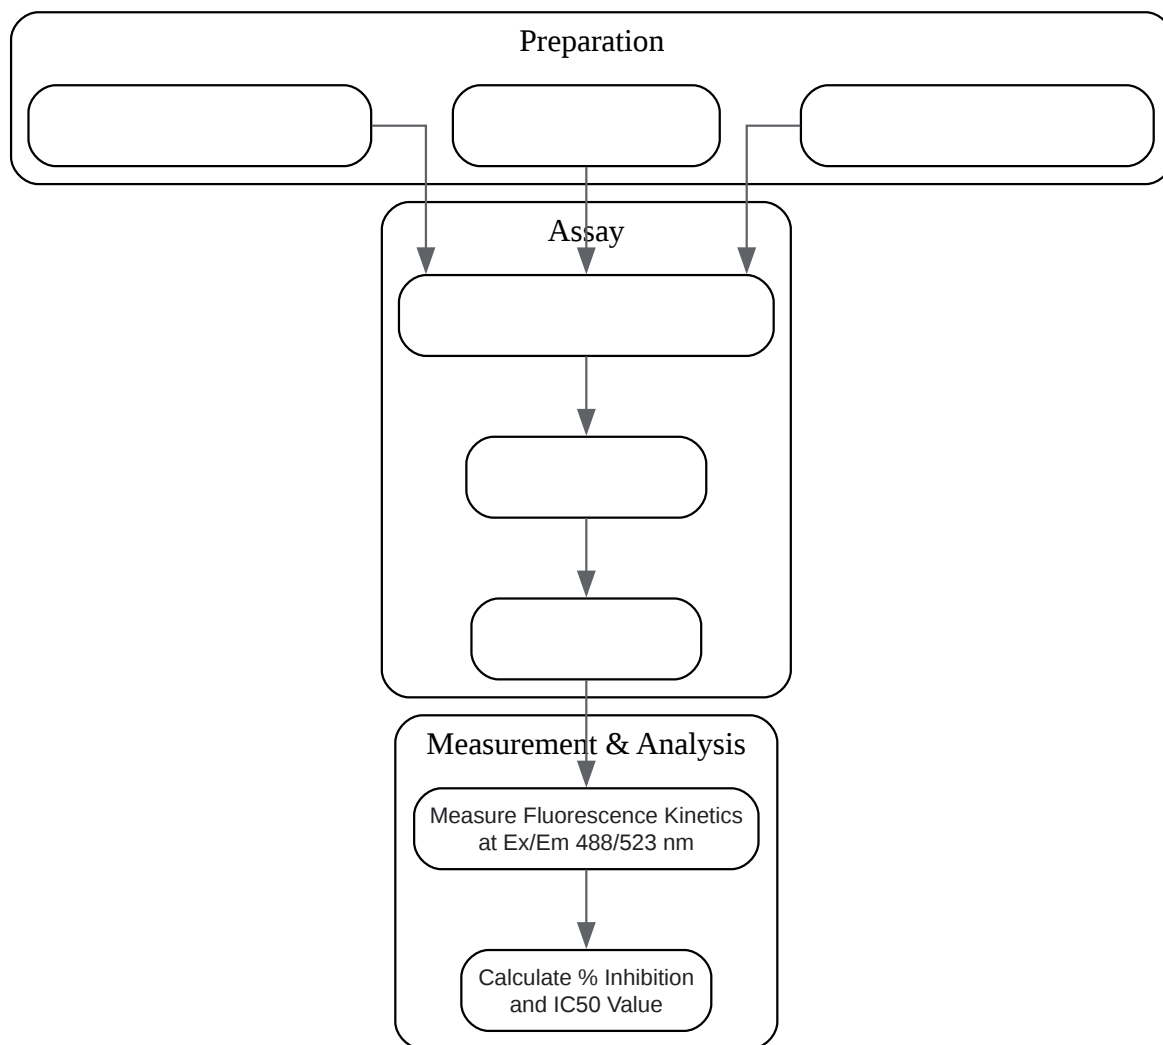 Preparation
Assay
Measurement & Analysis
Measure Fluorescence Kinetics
at Ex/Em 488/523 nm
Calculate % Inhibition
and IC50 Value